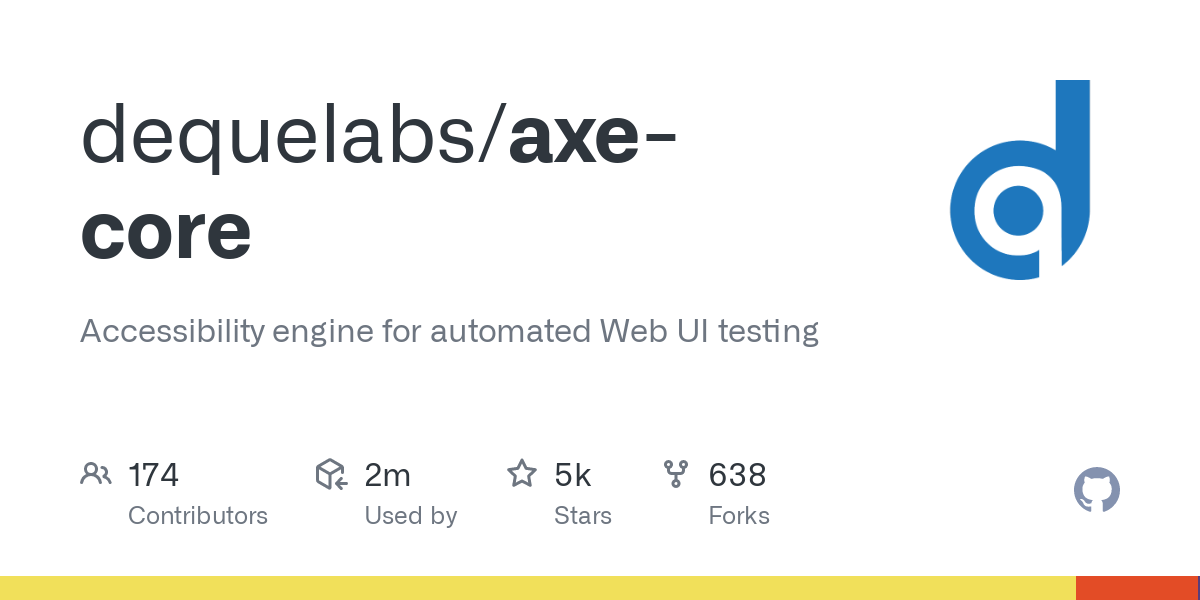 dequelabs/axe-
core
Accessibility engine for automated Web UI testing
174
Contributors
2m
Used by
5k
Stars
638
Forks